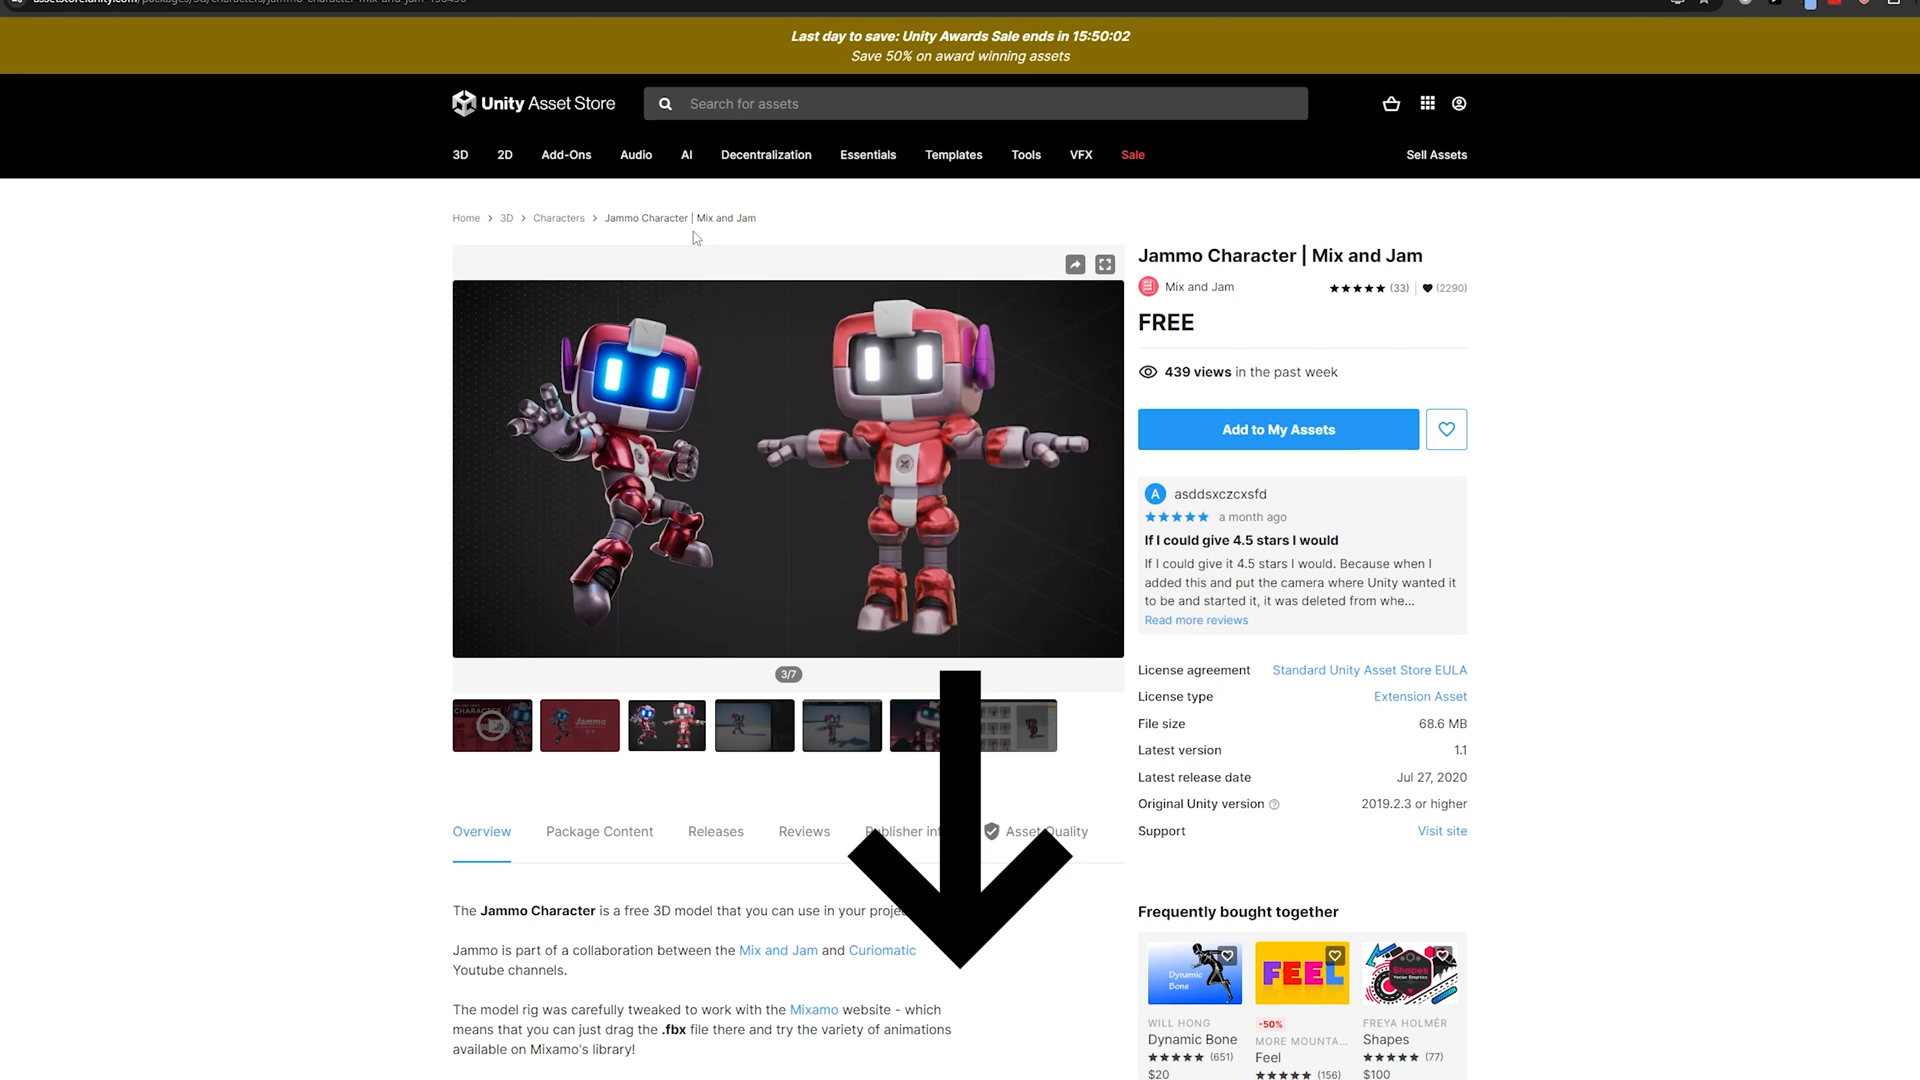 Last day to save: Unity Awards Sale ends in 15:50:02
Save 50% on award winning assets
Unity Asset Store
Search for assets
3D 2D Add-Ons Audio AI Decentralization Essentials Templates Tools VFX Sale Sell Assets
Home > 3D > Characters > Jammo Character | Mix and Jam
Jammo Character | Mix and Jam
Mix and Jam
(33) | (2290)
FREE
439 views in the past week
Add to My Assets
A asddsxczcxsfd
a month ago
If I could give 4.5 stars I would
If I could give it 4.5 stars I would. Because when I
added this and put the camera where Unity wanted it
to be and started it, it was deleted from whe...
Read more reviews
3/7
Jammo
License agreement Standard Unity Asset Store EULA
License type Extension Asset
File size 68.6 MB
Latest version 1.1
Latest release date Jul 27, 2020
Original Unity version 2019.2.3 or higher
Support Visit site
Overview Package Content Releases Reviews Publisher Asset Quality
The Jammo Character is a free 3D model that you can use in your
Jammo is part of a collaboration between the Mix and Jam and Curiomatic
Youtube channels.
The model rig was carefully tweaked to work with the Mixamo website - which
means that you can just drag the .fbx file there and try the variety of animations
available on Mixamo's library!
Frequently bought together
Dynamic
Bone
FEEL
Shapes
WILL HONG
Dynamic Bone
(651)
$20
-50%
MORE MOUNTA...
Feel
(156)
FREYA HOLMÉR
Shapes
(77)
$100